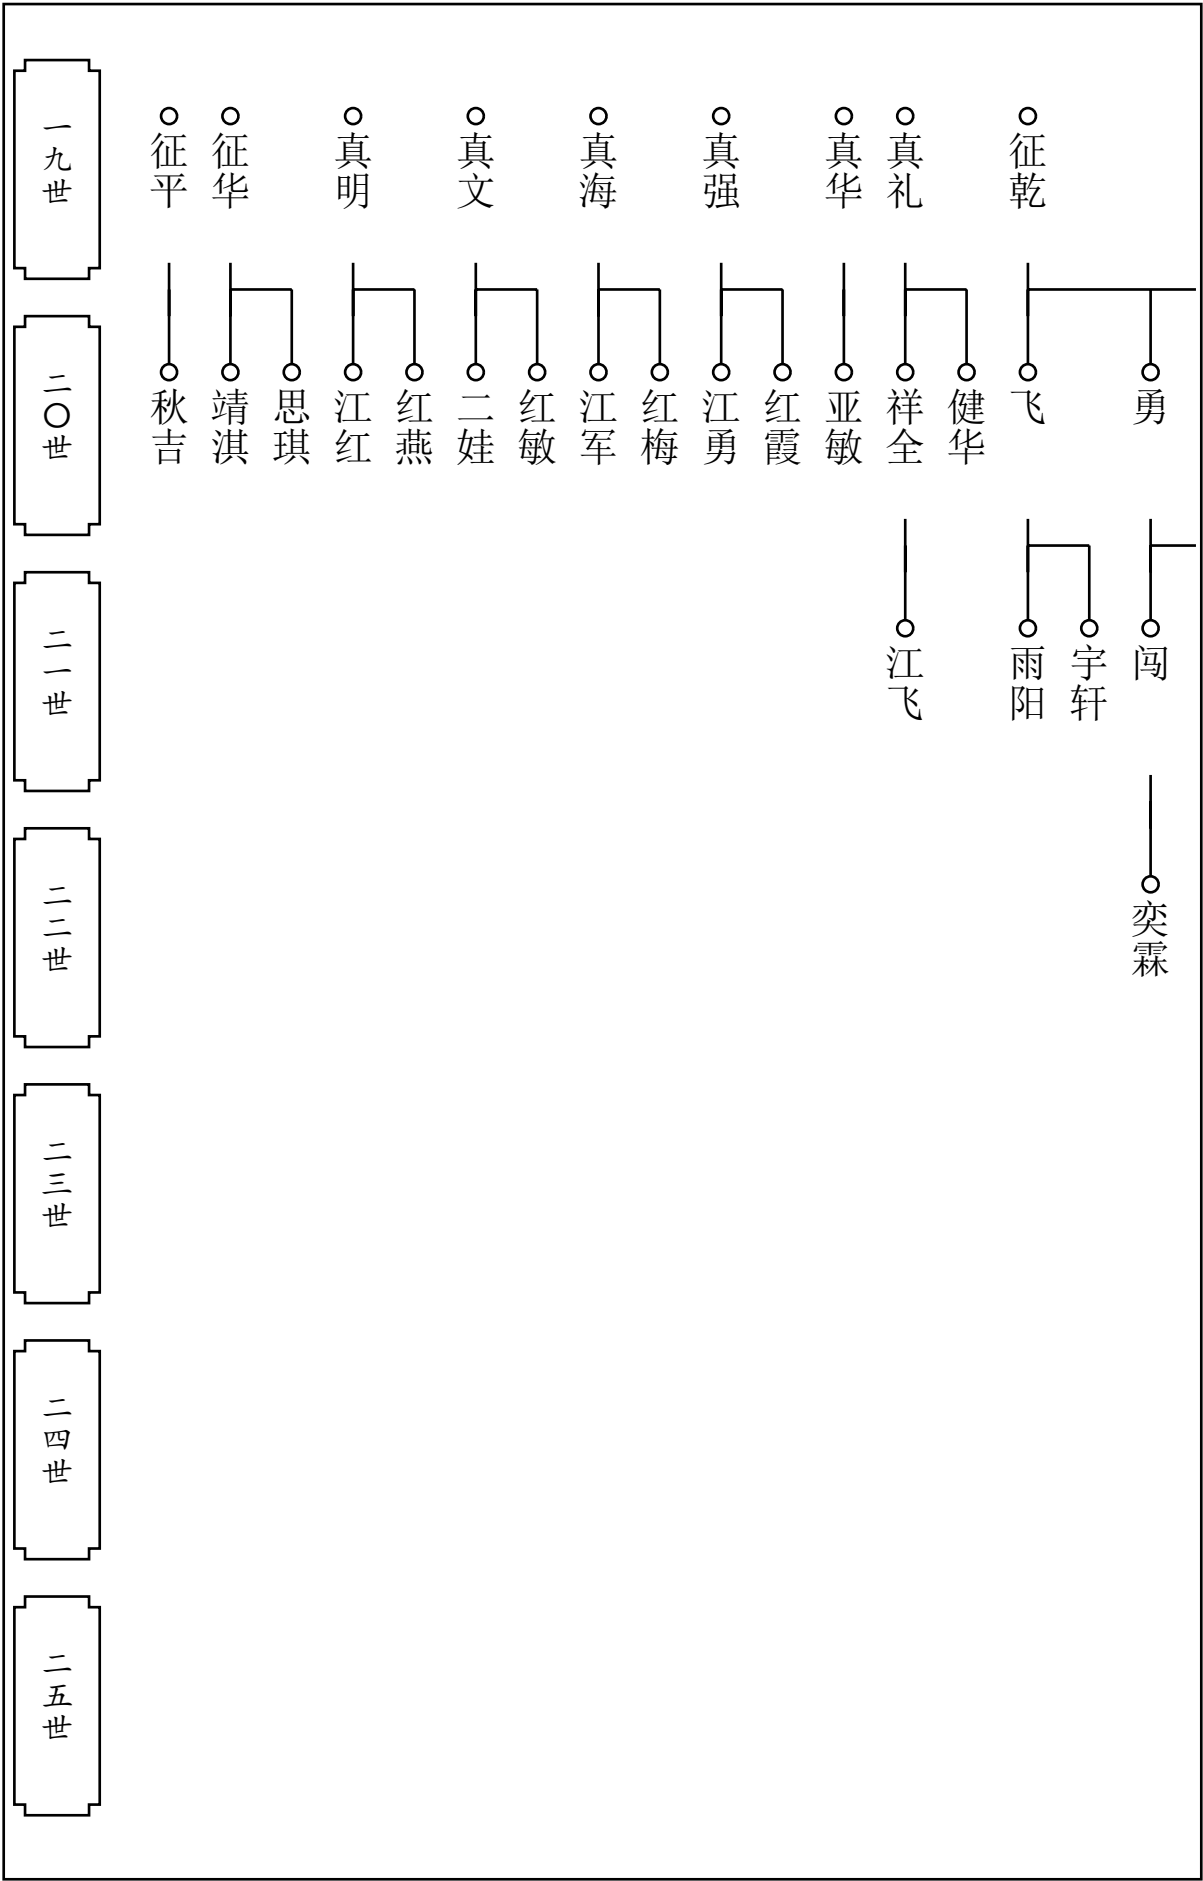 一九世
征平
征华
真明
真文
真海
真强
真华
真礼
征乾
二〇世
秋吉
靖淇
思琪
江红
红燕
二娃
红敏
江军
红梅
江勇
红霞
亚敏
祥全
健华
飞
勇
二一世
江飞
雨阳
宇轩
闯
二二世
奕霖
二三世
二四世
二五世